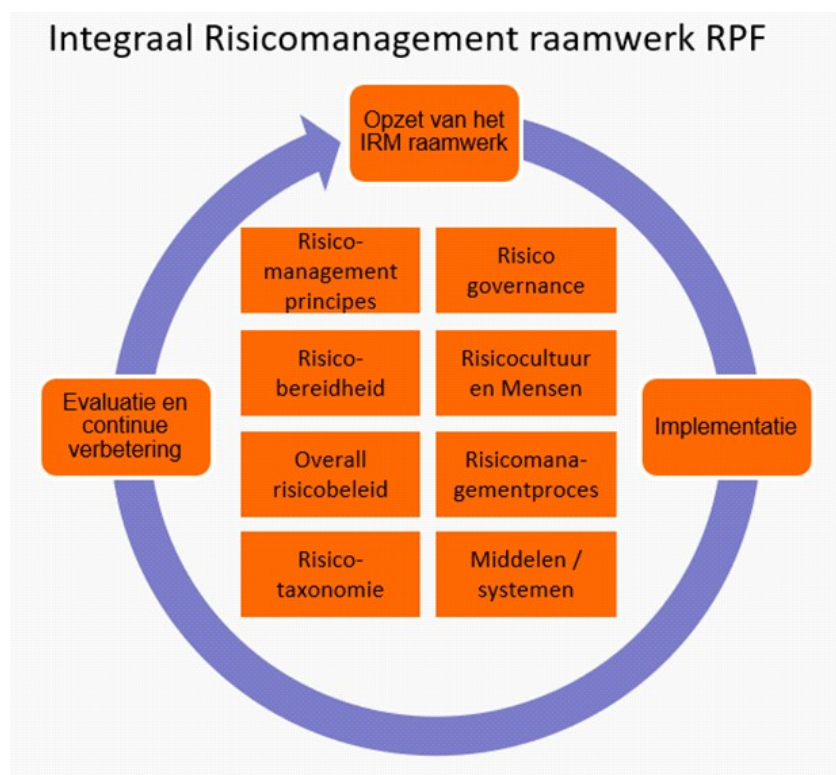 Integraal Risicomanagement raamwerk RPF
Opzet van het
IRM raamwerk
Risico-
management
principes
Risico
governance
Risico-
bereidheid
Risicocultuur
en Mensen
Evaluatie en
continue
verbetering
Implementatie
Overall
risicobeleid
Risicomana-
gementproces
Risico-
taxonomie
Middelen /
systemen